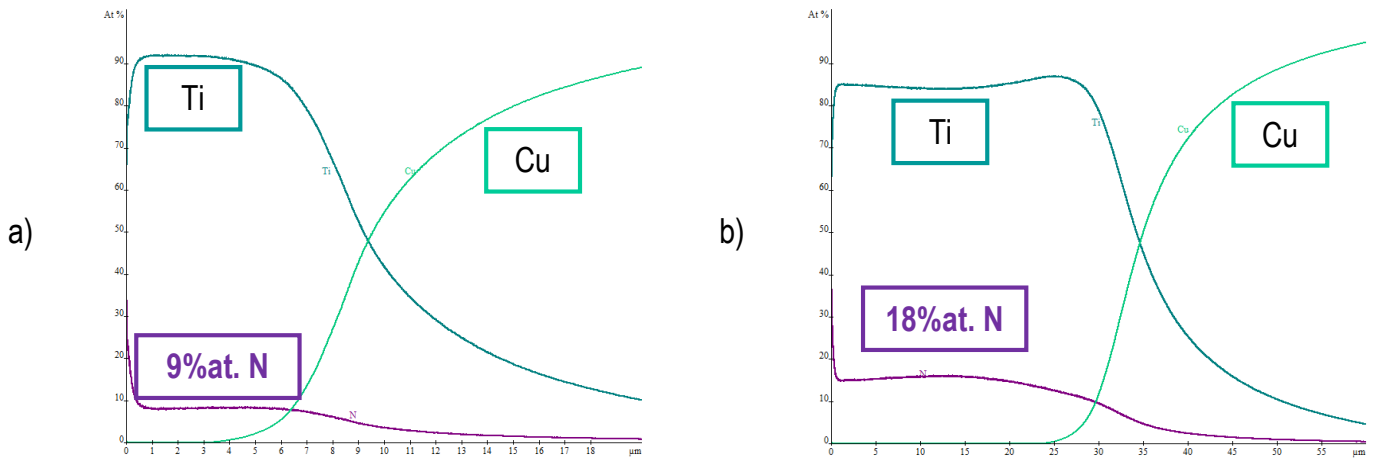 a)
At %
90
80
70
60
50
40
30
20
10
0
Ti
Ti
Cu
Cu
9%at. N
N
0 1 2 3 4 5 6 7 8 9 10 11 12 13 14 15 16 17 18 µm
b)
At %
90
80
70
60
50
40
30
20
10
0
Ti
Ti
Cu
Cu
18%at. N
N
0 5 10 15 20 25 30 35 40 45 50 55 µm